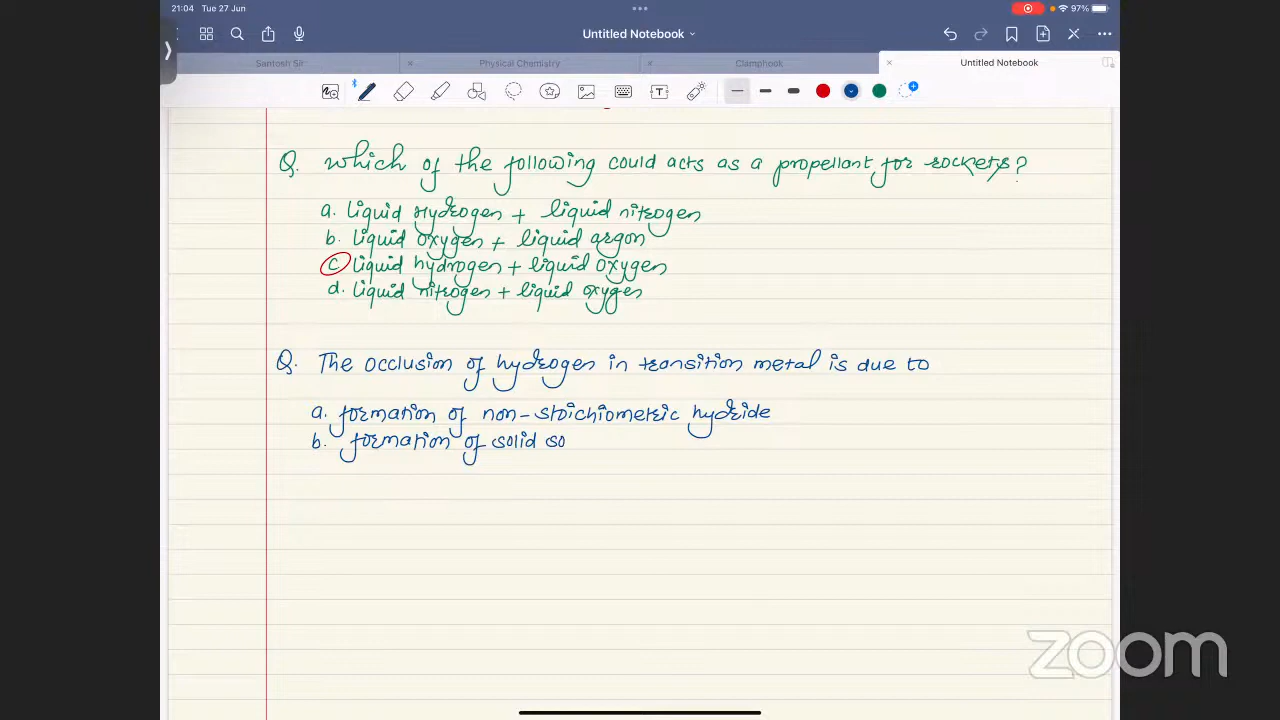 21:04 Tue 27 Jun
97%
Untitled Notebook
Santosh Sir
Physical Chemistry
Clamphook
Untitled Notebook
Q. which of the following could acts as a propellant for rockets?
a. liquid Hydrogen + liquid nitrogen
b. liquid oxygen + liquid argon
c liquid hydrogen + liquid oxygen
d. liquid nitrogen + liquid oxygen
Q. The occlusion of hydrogen in transition metal is due to
a. formation of non-stoichiometric hydride
b. formation of solid so
zoom